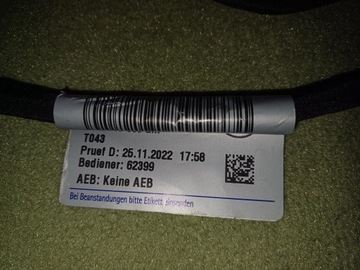 T043
Pruef D: 25.11.2022 17:58
Bediener: 62399
AEB: Keine AEB
Bei Beanstandungen bitte Etikett einsenden